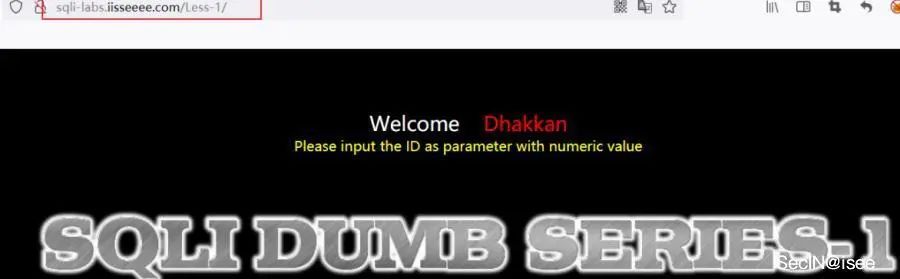 sqli-labs.iisseeee.com/Less-1/
Welcome Dhakkan
Please input the ID as parameter with numeric value
SQLI DUMB SERIES-1
SecIN@isee